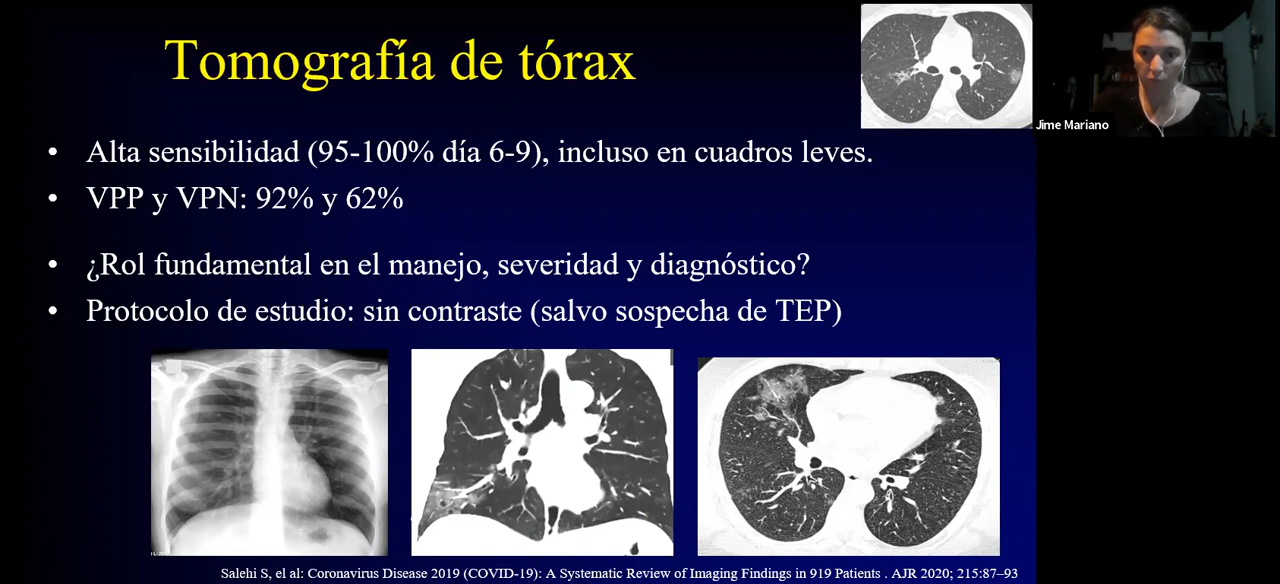 Tomografía de tórax
Jime Mariano
• Alta sensibilidad (95-100% día 6-9), incluso en cuadros leves.
• VPP y VPN: 92% y 62%
• ¿Rol fundamental en el manejo, severidad y diagnóstico?
• Protocolo de estudio: sin contraste (salvo sospecha de TEP)
Salehi S, el al: Coronavirus Disease 2019 (COVID-19): A Systematic Review of Imaging Findings in 919 Patients . AJR 2020; 215:87–93